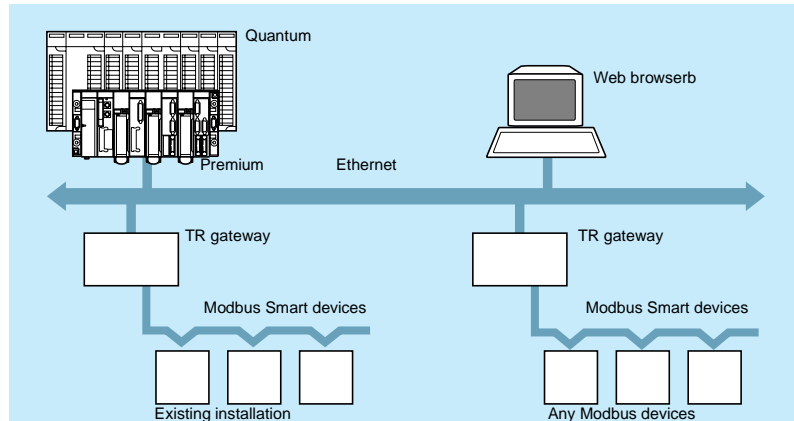 Quantum
Web browserb
Premium
Ethernet
TR gateway
TR gateway
Modbus Smart devices
Modbus Smart devices
Existing installation
Any Modbus devices